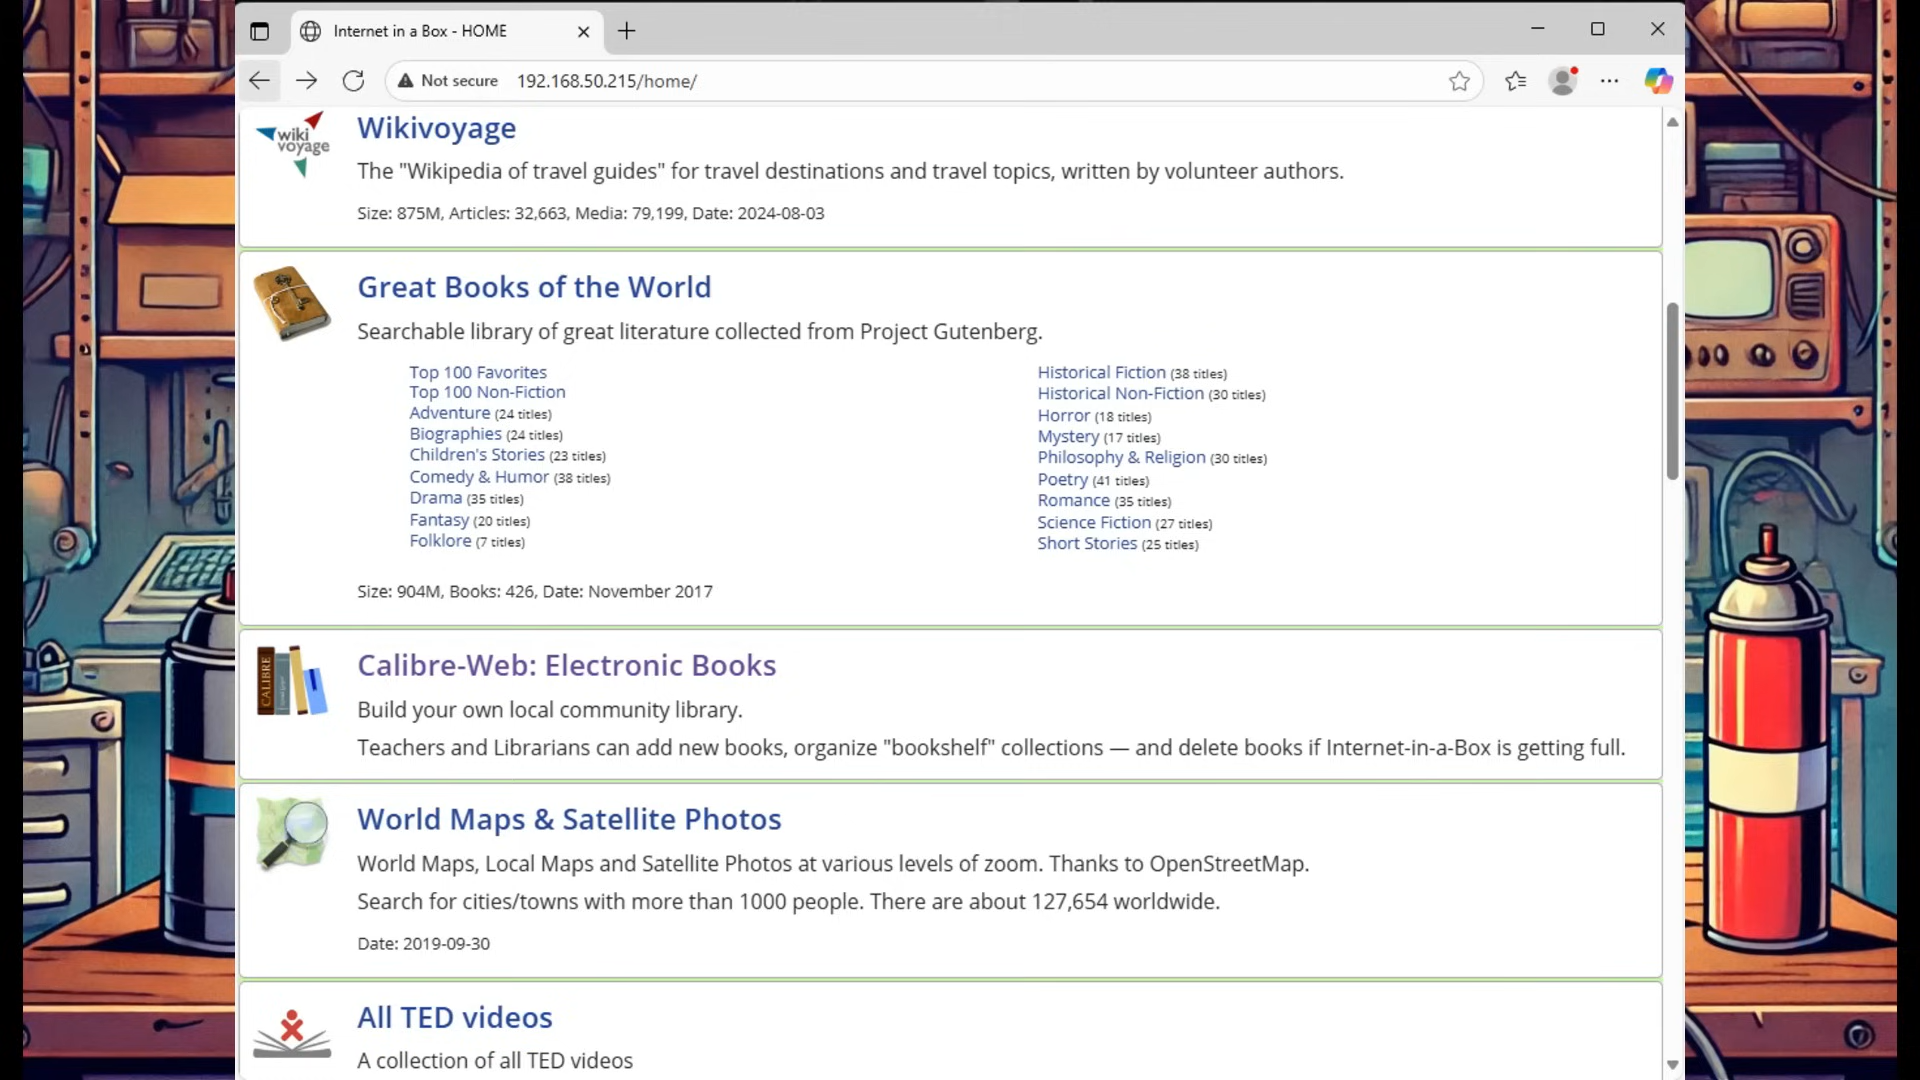 Internet in a Box - HOME
Not secure 192.168.50.215/home/
wiki voyage
Wikivoyage
The "Wikipedia of travel guides" for travel destinations and travel topics, written by volunteer authors.
Size: 875M, Articles: 32,663, Media: 79,199, Date: 2024-08-03
Great Books of the World
Searchable library of great literature collected from Project Gutenberg.
Top 100 Favorites
Top 100 Non-Fiction
Adventure (24 titles)
Biographies (24 titles)
Children's Stories (23 titles)
Comedy & Humor (38 titles)
Drama (35 titles)
Fantasy (20 titles)
Folklore (7 titles)
Historical Fiction (38 titles)
Historical Non-Fiction (30 titles)
Horror (18 titles)
Mystery (17 titles)
Philosophy & Religion (30 titles)
Poetry (41 titles)
Romance (35 titles)
Science Fiction (27 titles)
Short Stories (25 titles)
Size: 904M, Books: 426, Date: November 2017
CALIBRE
Calibre-Web: Electronic Books
Build your own local community library.
Teachers and Librarians can add new books, organize "bookshelf" collections — and delete books if Internet-in-a-Box is getting full.
World Maps & Satellite Photos
World Maps, Local Maps and Satellite Photos at various levels of zoom. Thanks to OpenStreetMap.
Search for cities/towns with more than 1000 people. There are about 127,654 worldwide.
Date: 2019-09-30
All TED videos
A collection of all TED videos